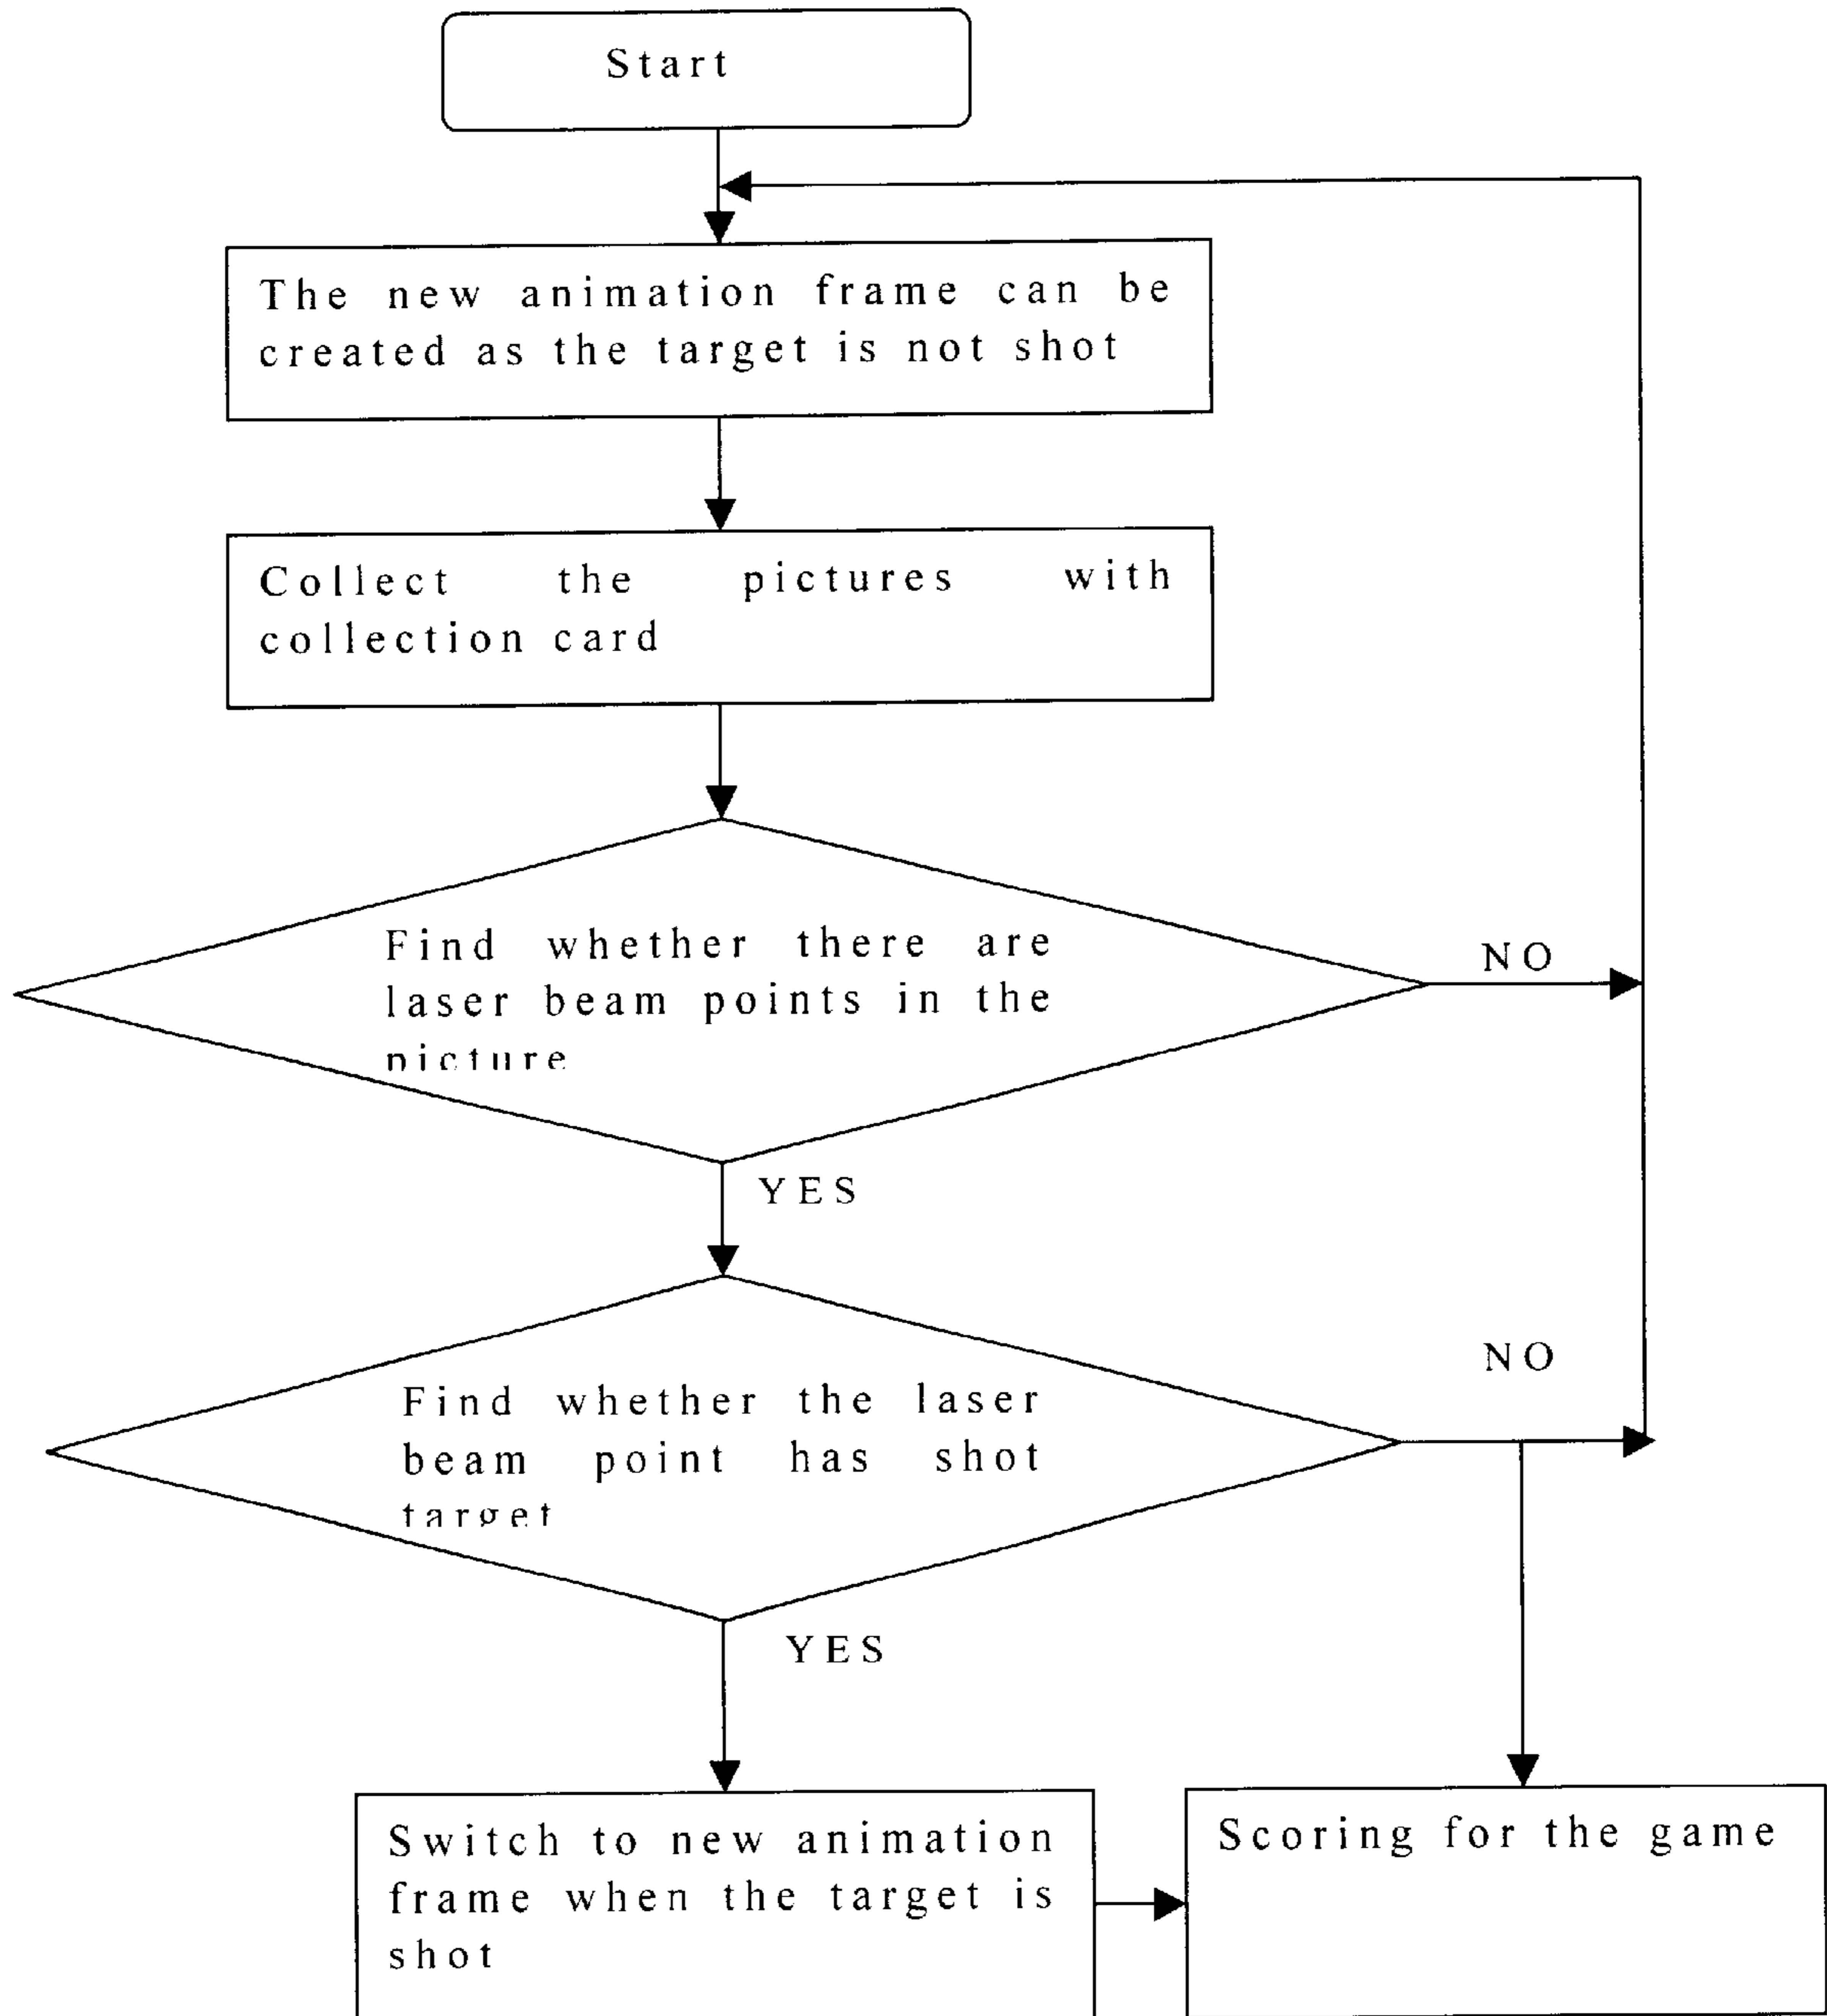 Start
The new animation frame can be
created as the target is not shot
Collect the pictures with
collection card
Find whether there are
laser beam points in the
picture
NO
YES
Find whether the laser
beam point has shot
target
NO
YES
Switch to new animation
frame when the target is
shot
Scoring for the game